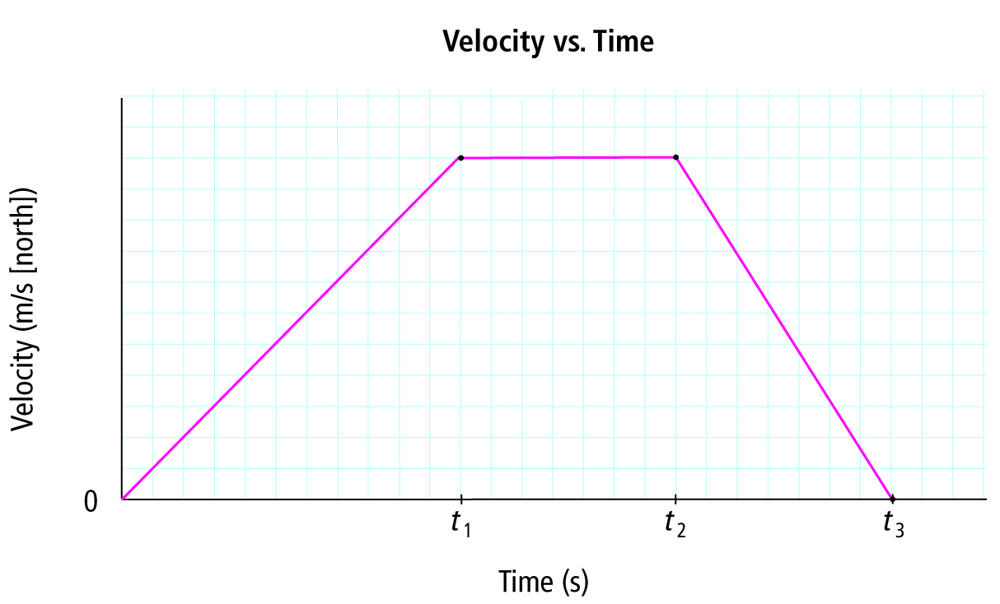 Velocity vs. Time
Velocity (m/s [north])
0
t₁ t₂ t₃
Time (s)